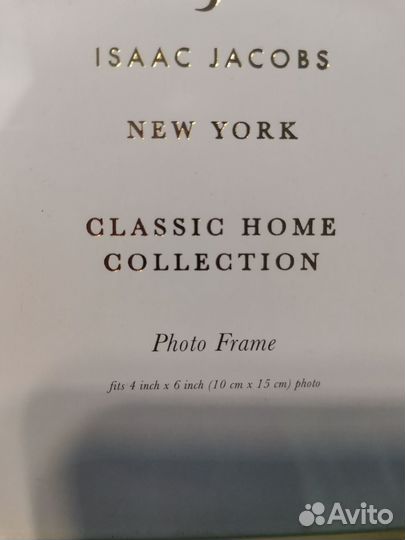 ISAAC JACOBS
NEW YORK
CLASSIC HOME
COLLECTION
Photo Frame
fits 4 inch x 6 inch (10 cm x 15 cm) photo
Avito